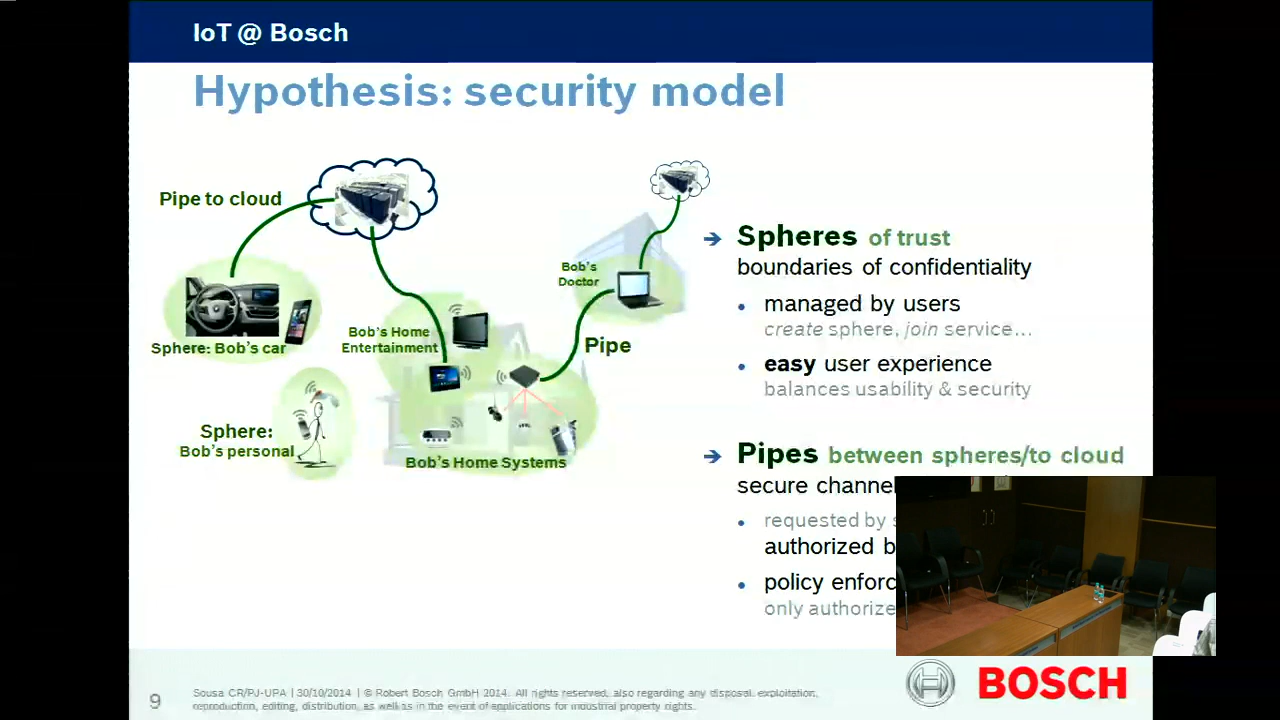 IoT @ Bosch
Hypothesis: security model
Pipe to cloud
Sphere: Bob's car
Bob's Home
Entertainment
Bob's
Doctor
Pipe
Sphere:
Bob's personal
Bob's Home Systems
→ Spheres of trust
boundaries of confidentiality
• managed by users
create sphere, join service...
• easy user experience
balances usability & security
→ Pipes between spheres/to cloud
secure channel
• requested by s
authorized b
• policy enforc
only authorize
9
Sousa CR/PJ-UPA | 30/10/2014 | © Robert Bosch GmbH 2014. All rights reserved, also regarding any disposal, exploitation,
reproduction, editing, distribution, as well as in the event of applications for industrial property rights.
BOSCH